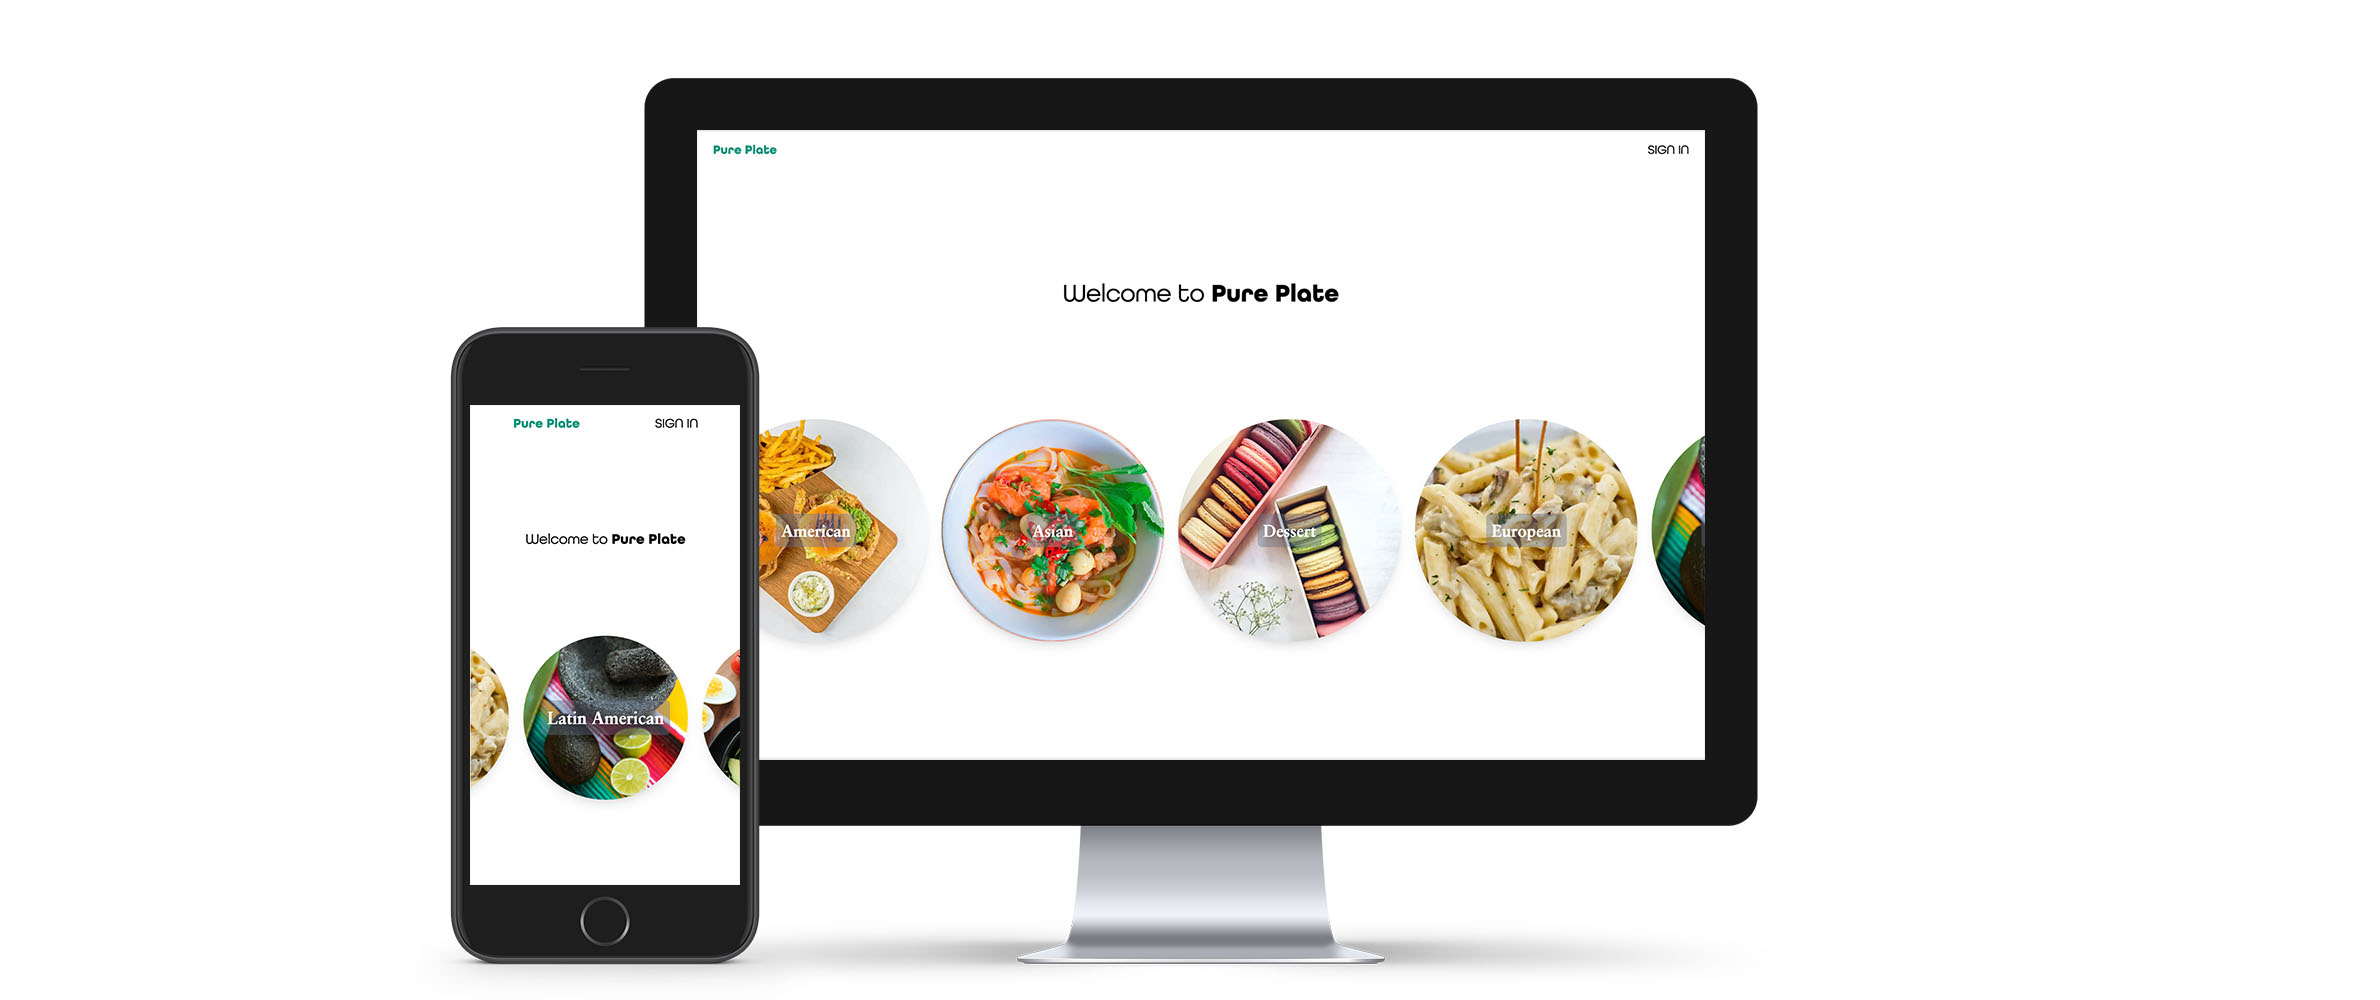 Pure Plate
SIGN IN
Welcome to Pure Plate
American
Asian
Dessert
European
Pure Plate
SIGN IN
Welcome to Pure Plate
Latin American